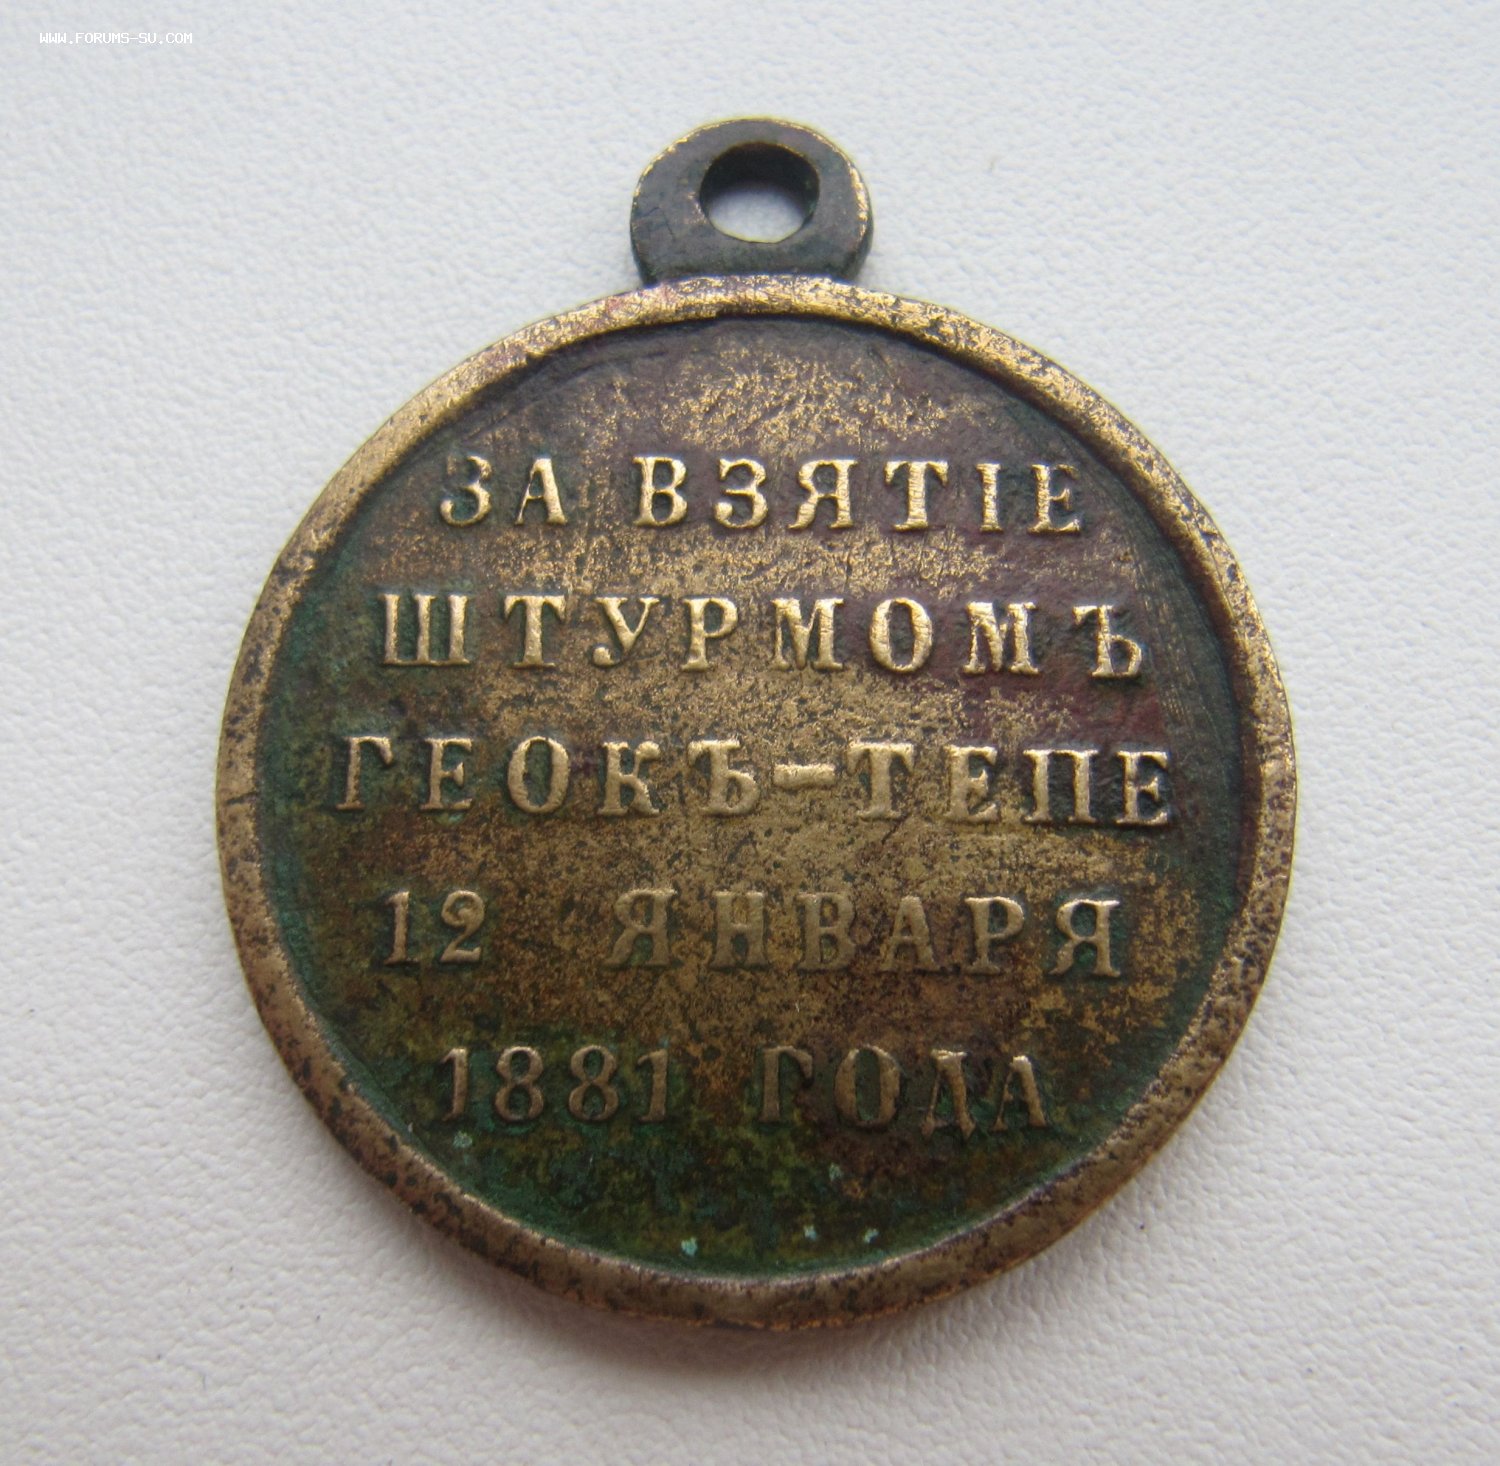 WWW.FORUMS-SU.COM
ЗА ВЗЯТІЕ
ШТУРМОМЪ
ГЕОКЪ-ТЕПЕ
12 ЯНВАРЯ
1881 ГОДА